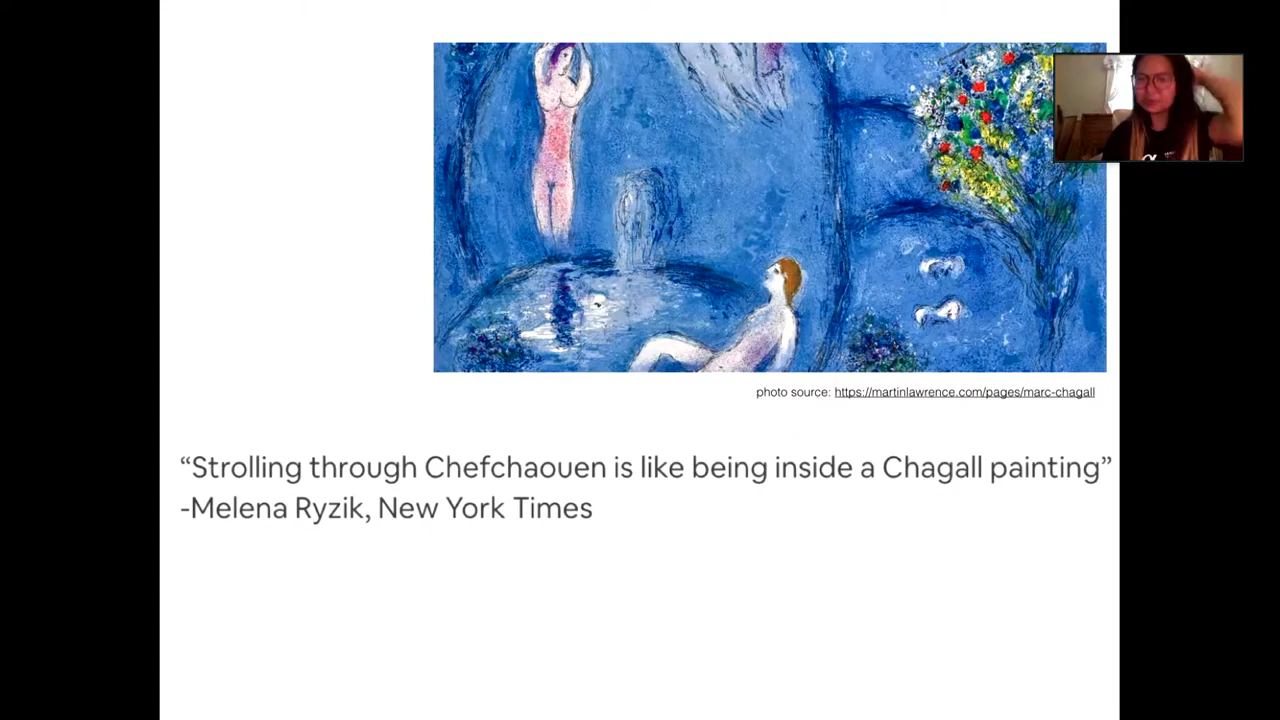 photo source: https://martinlawrence.com/pages/marc-chagall
“Strolling through Chefchaouen is like being inside a Chagall painting”
-Melena Ryzik, New York Times